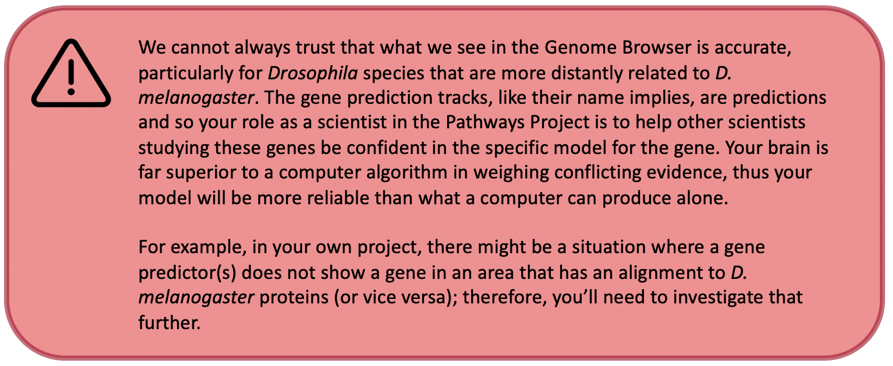 We cannot always trust that what we see in the Genome Browser is accurate,
particularly for Drosophila species that are more distantly related to D.
melanogaster. The gene prediction tracks, like their name implies, are predictions
and so your role as a scientist in the Pathways Project is to help other scientists
studying these genes be confident in the specific model for the gene. Your brain is
far superior to a computer algorithm in weighing conflicting evidence, thus your
model will be more reliable than what a computer can produce alone.
For example, in your own project, there might be a situation where a gene
predictor(s) does not show a gene in an area that has an alignment to D.
melanogaster proteins (or vice versa); therefore, you’ll need to investigate that
further.